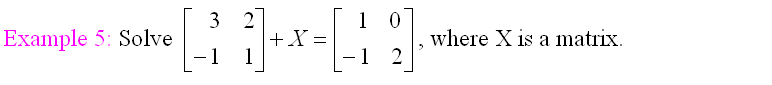 Example 5: Solve [3 2; -1 1] + X = [1 0; -1 2], where X is a matrix.